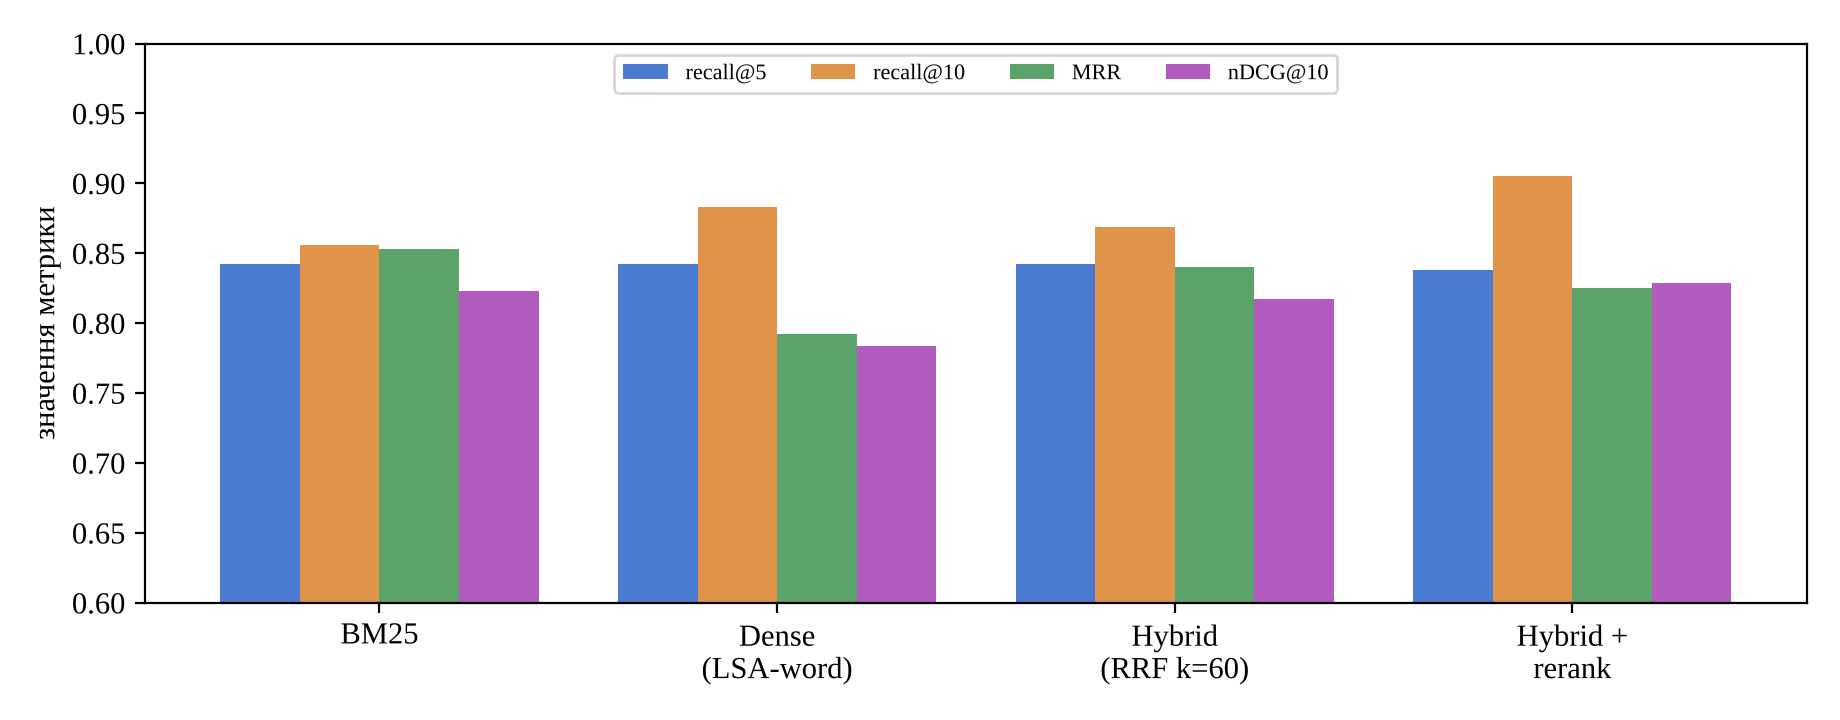 1.00
0.95
0.90
0.85
0.80
0.75
0.70
0.65
0.60
значення метрики
recall@5
recall@10
MRR
nDCG@10
BM25
Dense
(LSA-word)
Hybrid
(RRF k=60)
Hybrid +
rerank